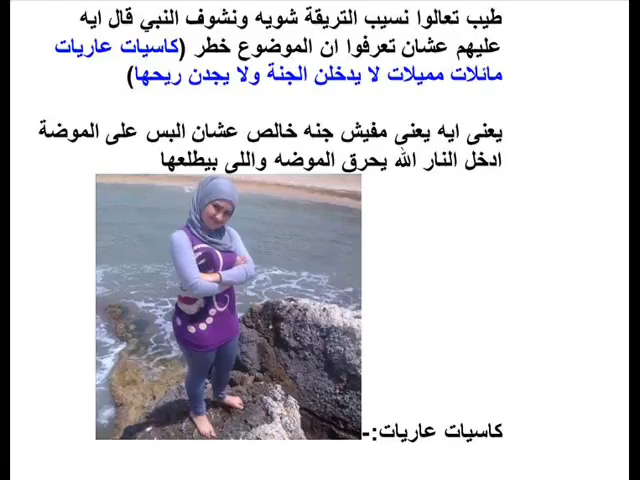 طيب تعالوا نسيب التريقة شويه ونشوف النبي قال ايه
عليهم عشان تعرفوا ان الموضوع خطر (كاسيات عاريات
مائلات مميلات لا يدخلن الجنة ولا يجدن ريحها)
يعنى ايه يعنى مفيش جنه خالص عشان البس على الموضة
ادخل النار الله يحرق الموضه واللى بيطلعها
كاسيات عاريات:-